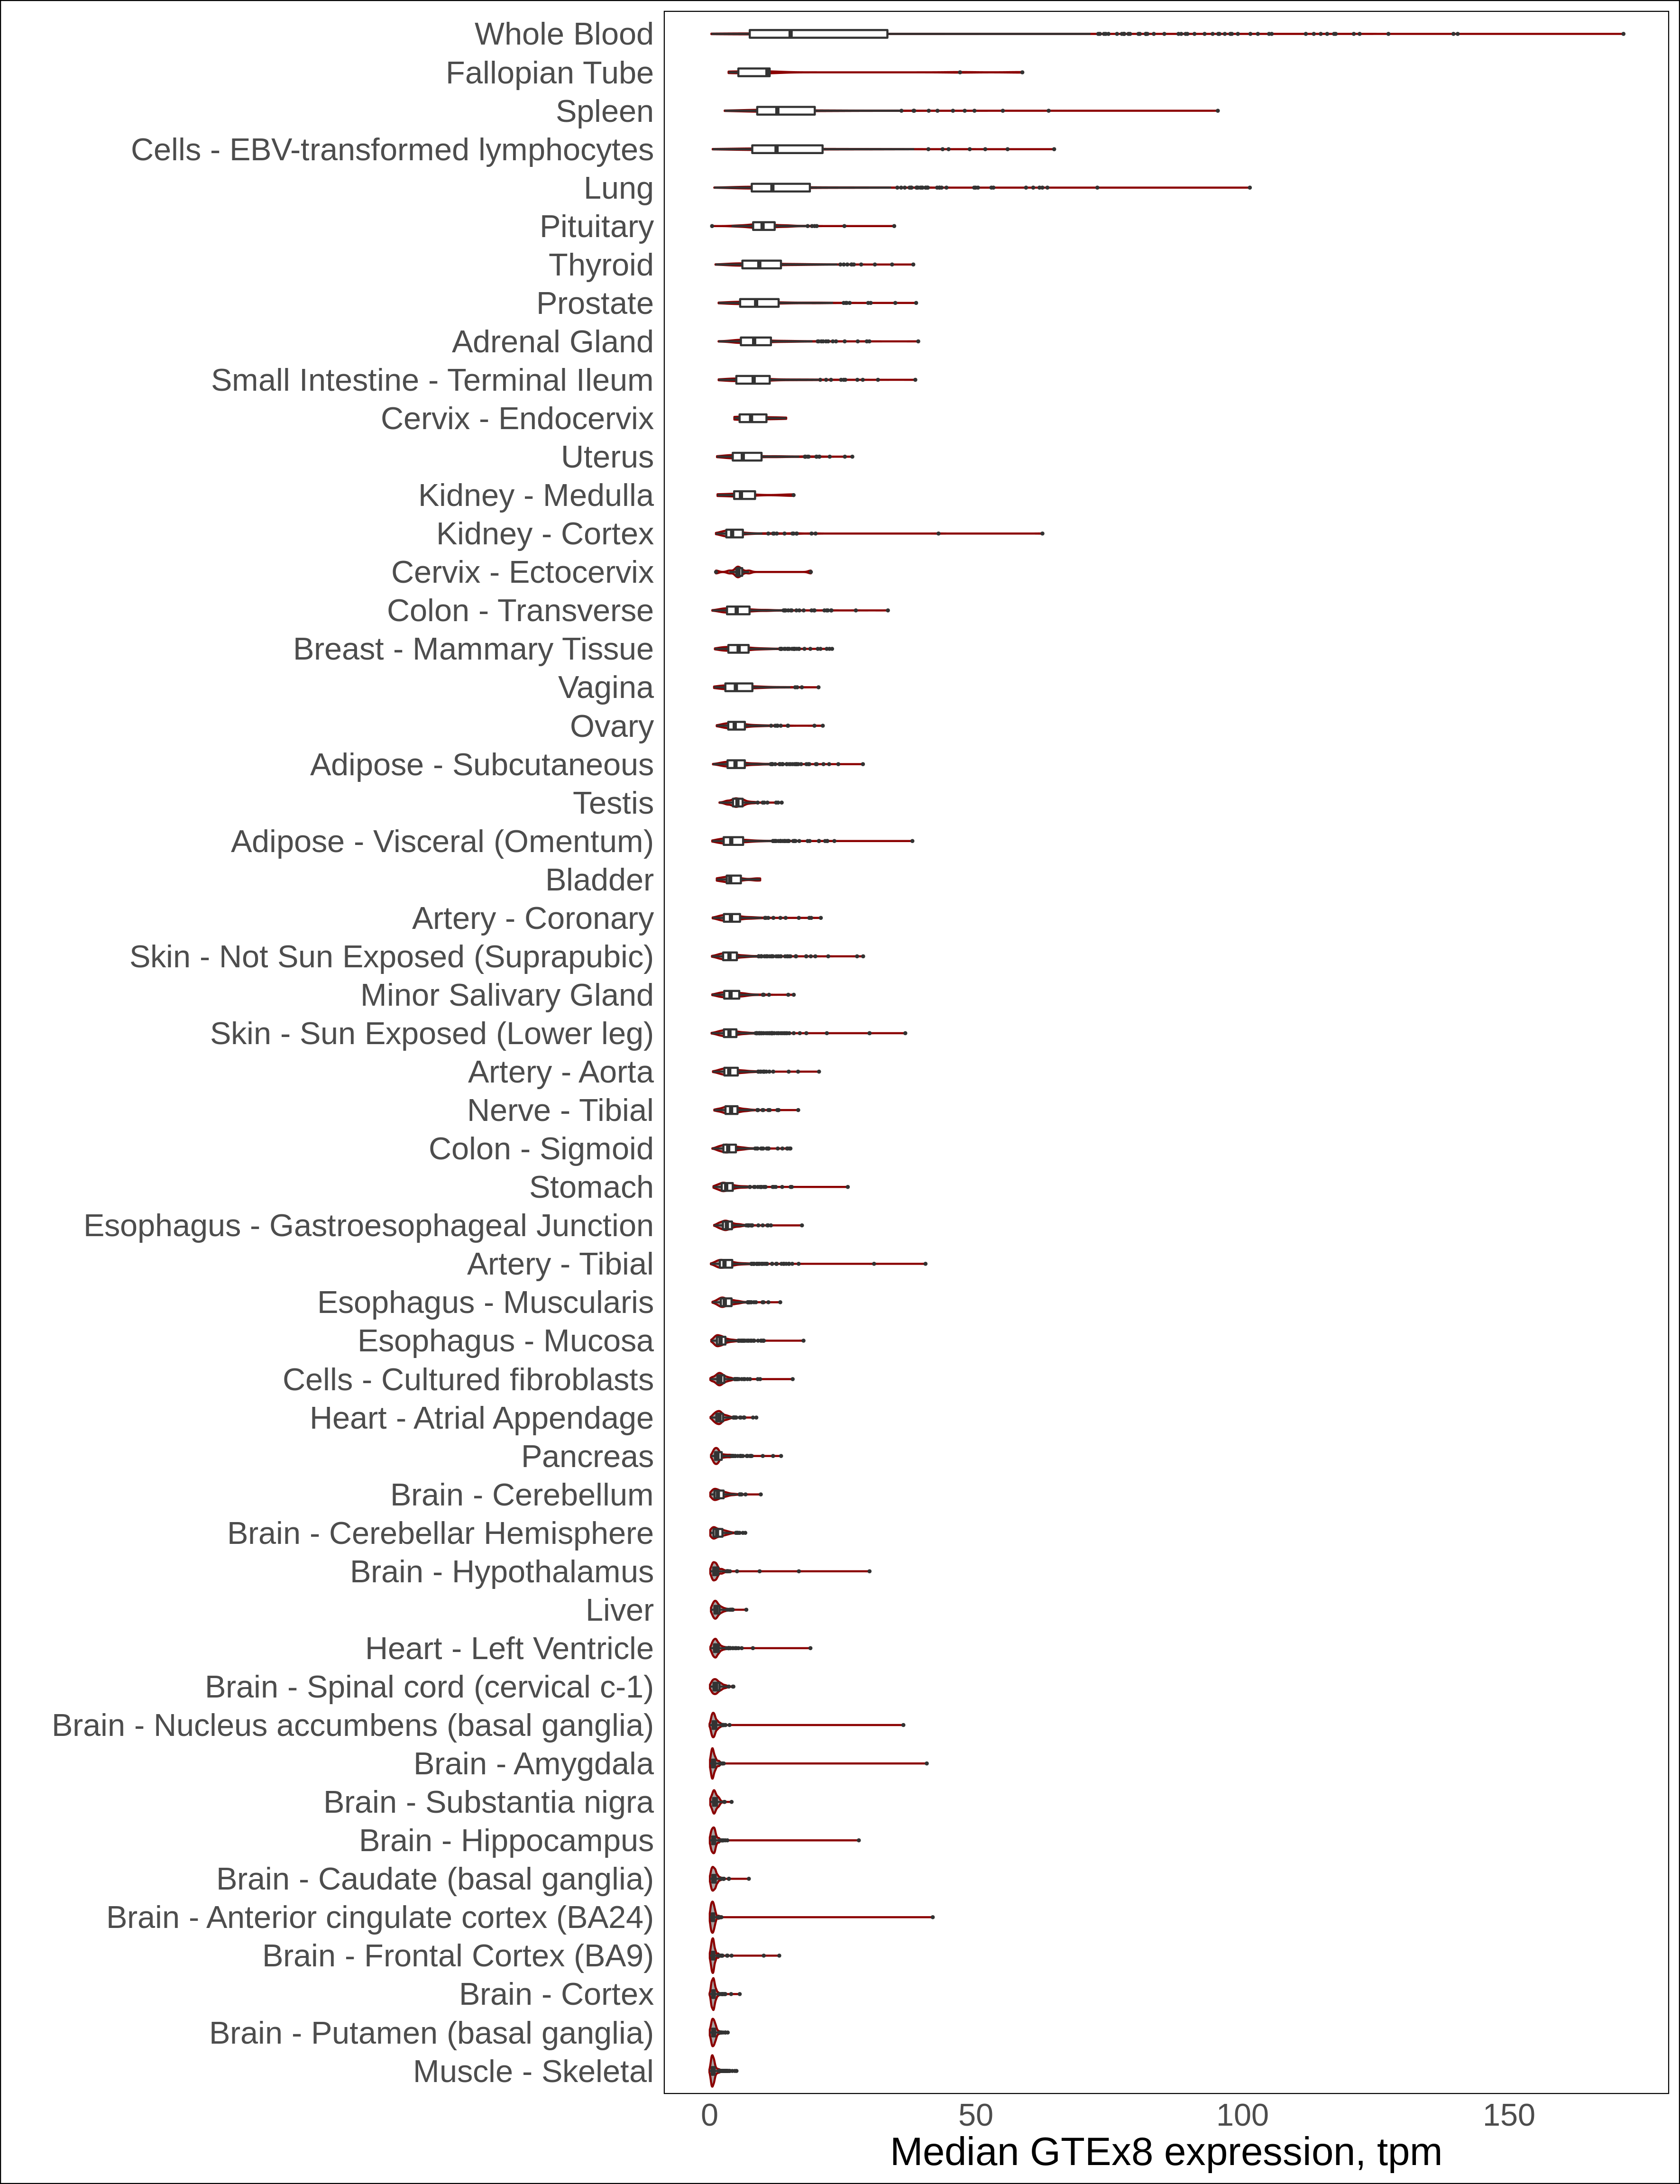 Whole Blood
Fallopian Tube
Spleen
Cells - EBV-transformed lymphocytes
Lung
Pituitary
Thyroid
Prostate
Adrenal Gland
Small Intestine - Terminal Ileum
Cervix - Endocervix
Uterus
Kidney - Medulla
Kidney - Cortex
Cervix - Ectocervix
Colon - Transverse
Breast - Mammary Tissue
Vagina
Ovary
Adipose - Subcutaneous
Testis
Adipose - Visceral (Omentum)
Bladder
Artery - Coronary
Skin - Not Sun Exposed (Suprapubic)
Minor Salivary Gland
Skin - Sun Exposed (Lower leg)
Artery - Aorta
Nerve - Tibial
Colon - Sigmoid
Stomach
Esophagus - Gastroesophageal Junction
Artery - Tibial
Esophagus - Muscularis
Esophagus - Mucosa
Cells - Cultured fibroblasts
Heart - Atrial Appendage
Pancreas
Brain - Cerebellum
Brain - Cerebellar Hemisphere
Brain - Hypothalamus
Liver
Heart - Left Ventricle
Brain - Spinal cord (cervical c-1)
Brain - Nucleus accumbens (basal ganglia)
Brain - Amygdala
Brain - Substantia nigra
Brain - Hippocampus
Brain - Caudate (basal ganglia)
Brain - Anterior cingulate cortex (BA24)
Brain - Frontal Cortex (BA9)
Brain - Cortex
Brain - Putamen (basal ganglia)
Muscle - Skeletal
0 50 100 150
Median GTEx8 expression, tpm